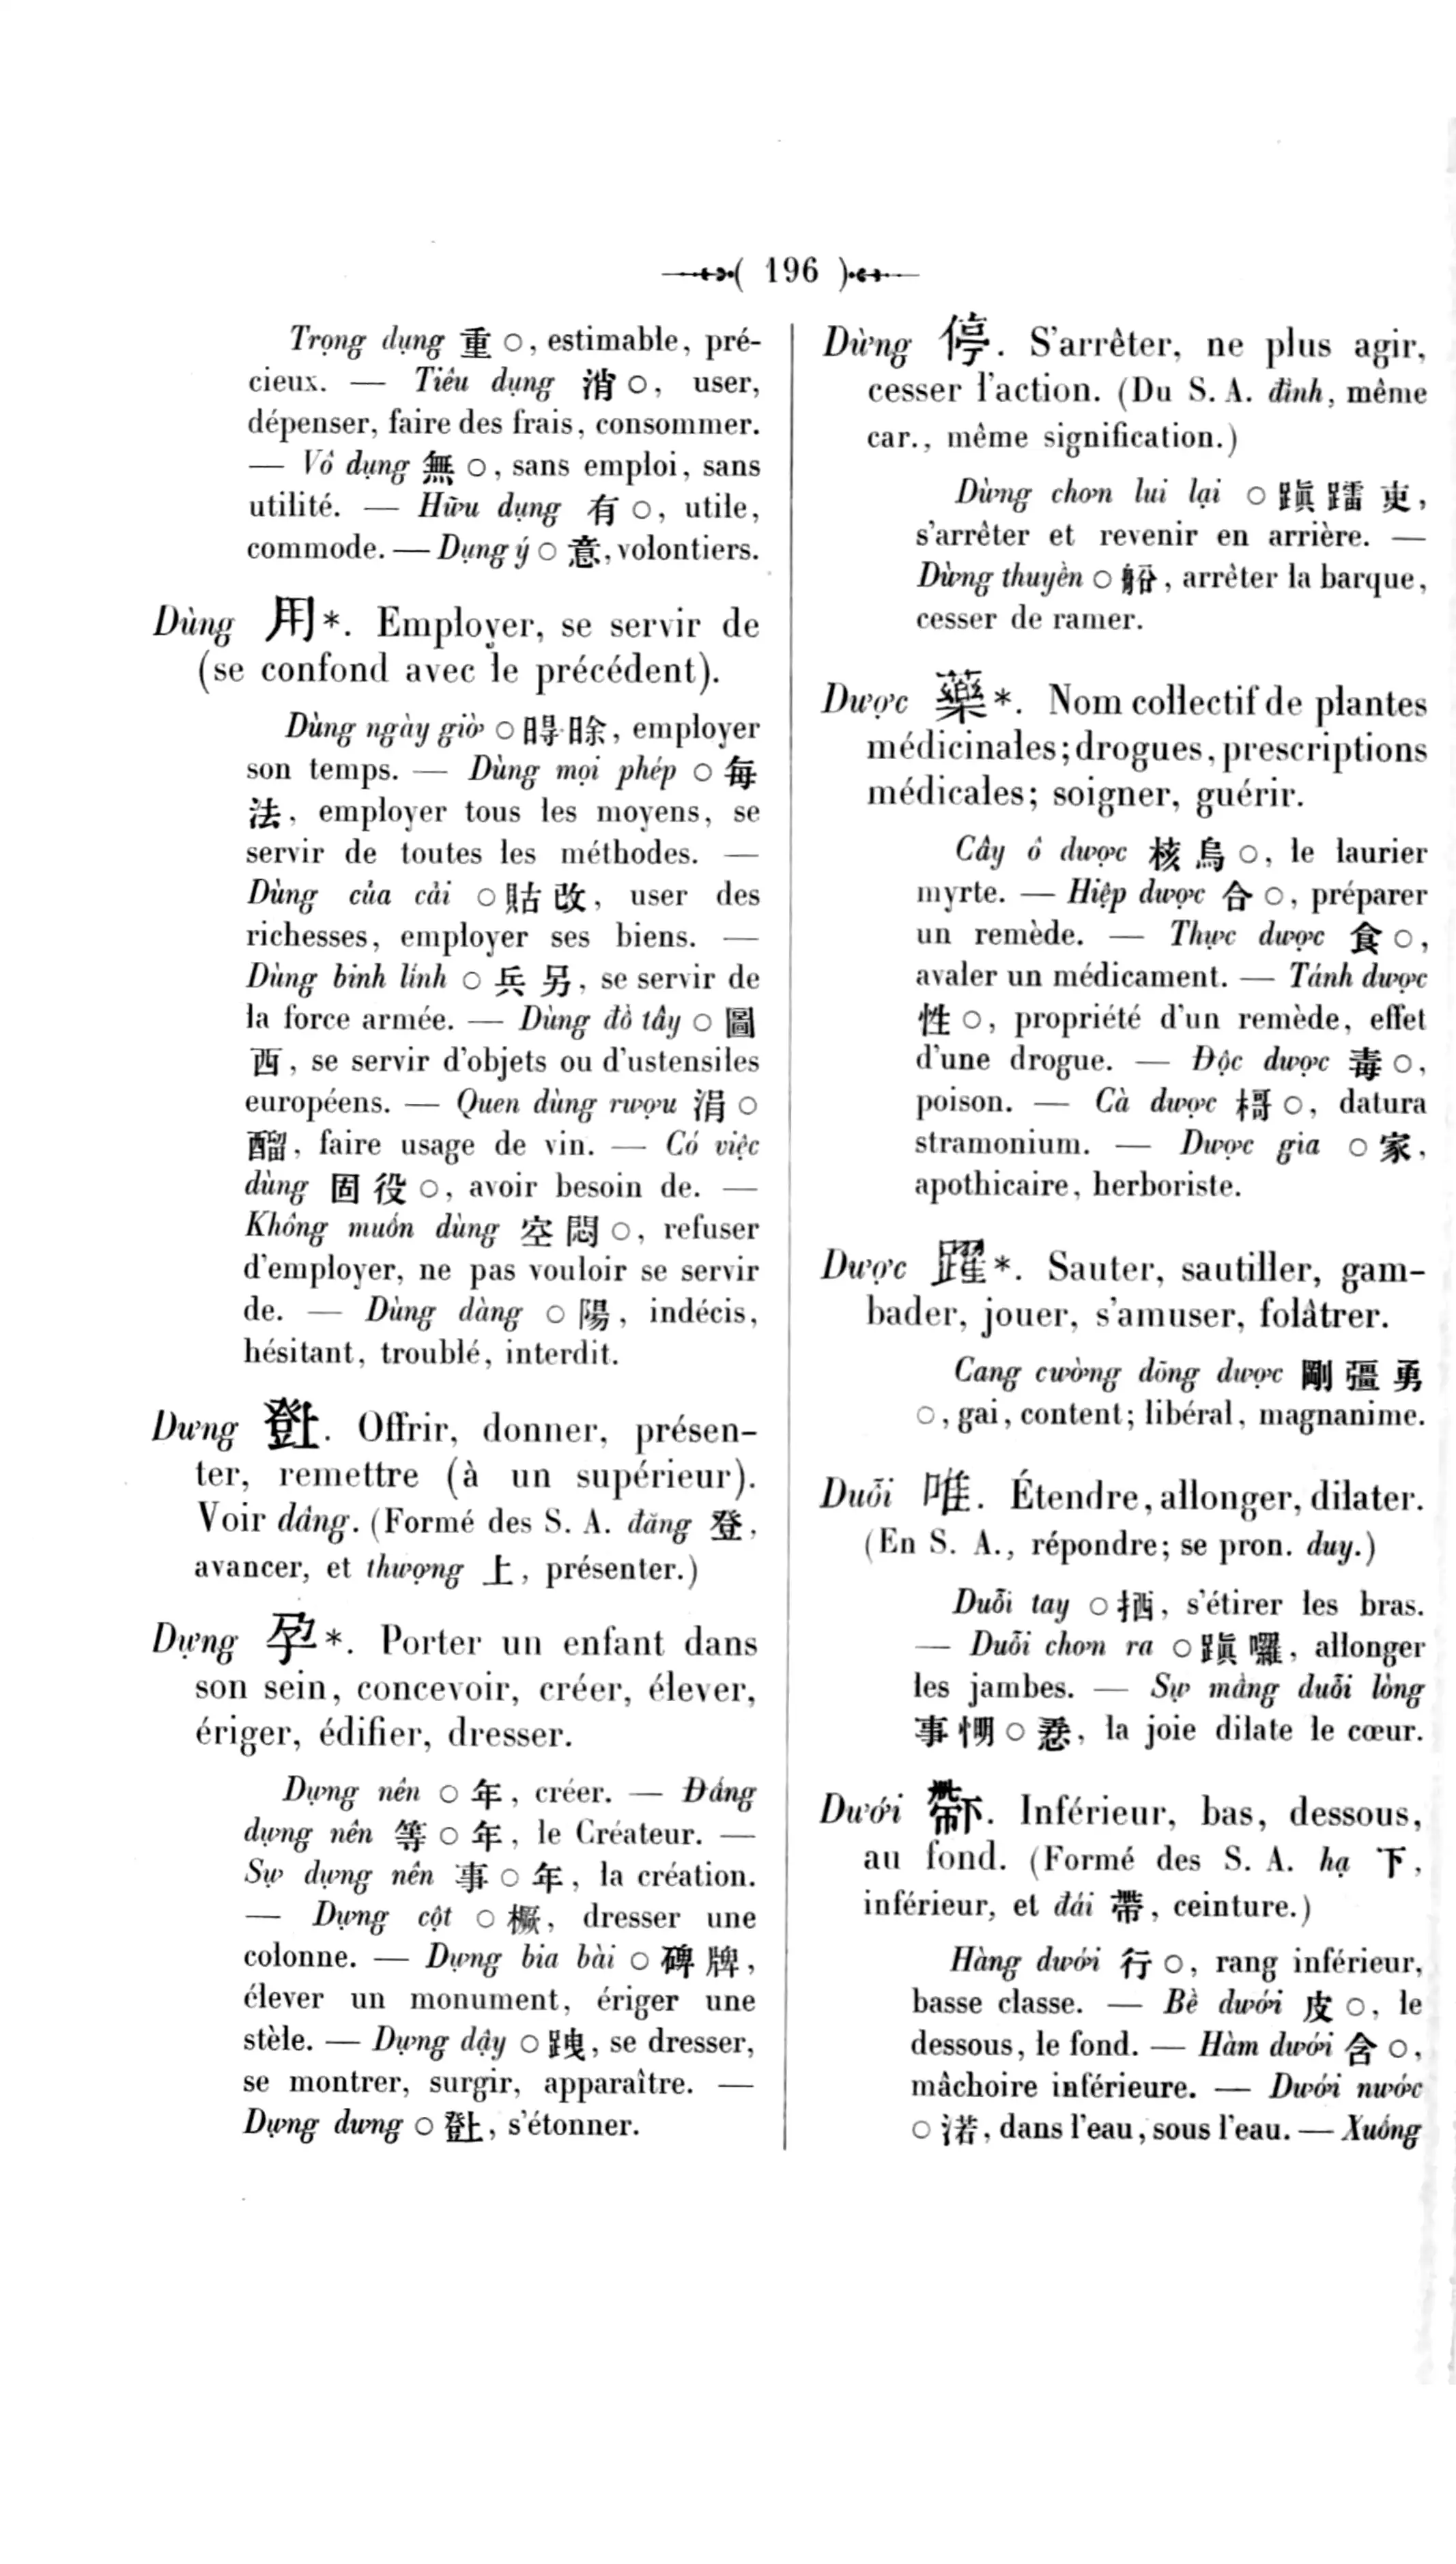 ( 196 )
Trọng dụng 重 ○, estimable, pré-
cieux. — Tiêu dụng 消 ○, user,
dépenser, faire des frais, consommer.
— Vô dụng 無 ○, sans emploi, sans
utilité. — Hữu dụng 有 ○, utile,
commode. — Dụng ý ○ 意, volontiers.
Dùng 用*. Employer, se servir de
(se confond avec le précédent).
Dùng ngày giờ ○, employer
son temps. — Dùng mọi phép ○ 每
法, employer tous les moyens, se
servir de toutes les méthodes. —
Dùng của cải ○ 貼 改, user des
richesses, employer ses biens. —
Dùng binh lính ○ 兵 另, se servir de
la force armée. — Dùng đồ tây ○ 圖
西, se servir d'objets ou d'ustensiles
européens. — Quen dùng rượu 涓 ○
, faire usage de vin. — Có việc
dùng 固 役 ○, avoir besoin de. —
Không muốn dùng 空 悶 ○, refuser
d'employer, ne pas vouloir se servir
de. — Dùng dàng ○ 陽, indécis,
hésitant, troublé, interdit.
Dưng 𤼸. Offrir, donner, présen-
ter, remettre (à un supérieur).
Voir dâng. (Formé des S. A. đăng 登,
avancer, et thượng 上, présenter.)
Dựng 孕*. Porter un enfant dans
son sein, concevoir, créer, élever,
ériger, édifier, dresser.
Dựng nên ○ 年, créer. — Đấng
dựng nên 等 ○ 年, le Créateur. —
Sự dựng nên 事 ○ 年, la création.
— Dựng cột ○ 橛, dresser une
colonne. — Dựng bia bài ○ 碑 牌,
élever un monument, ériger une
stèle. — Dựng dậy ○, se dresser,
se montrer, surgir, apparaître. —
Dựng dưng ○ 𤼸, s'étonner.
Dừng 停. S'arrêter, ne plus agir,
cesser l'action. (Du S. A. đình, même
car., même signification.)
Dừng chơn lui lại ○ 蹎 𨆢 吏,
s'arrêter et revenir en arrière. —
Dừng thuyền ○ 船, arrêter la barque,
cesser de ramer.
Dược 藥*. Nom collectif de plantes
médicinales; drogues, prescriptions
médicales; soigner, guérir.
Cây ô dược 核 烏 ○, le laurier
myrte. — Hiệp dược 合 ○, préparer
un remède. — Thực dược 食 ○,
avaler un médicament. — Tánh dược
性 ○, propriété d'un remède, effet
d'une drogue. — Độc dược 毒 ○,
poison. — Cà dược 樳 ○, datura
stramonium. — Dược gia ○ 家,
apothicaire, herboriste.
Dược 躍*. Sauter, sautiller, gam-
bader, jouer, s'amuser, folâtrer.
Cang cường dõng dược 剛 彊 勇
○, gai, content; libéral, magnanime.
Duỗi 唯. Étendre, allonger, dilater.
(En S. A., répondre; se pron. duy.)
Duỗi tay ○ 拪, s'étirer les bras.
— Duỗi chơn ra ○ 蹎 囉, allonger
les jambes. — Sự mầng duỗi lòng
事 ○, la joie dilate le cœur.
Dưới 𤲂. Inférieur, bas, dessous,
au fond. (Formé des S. A. hạ 下,
inférieur, et đái 帶, ceinture.)
Hàng dưới 行 ○, rang inférieur,
basse classe. — Bề dưới 皮 ○, le
dessous, le fond. — Hàm dưới 含 ○,
mâchoire inférieure. — Dưới nước
○ 渃, dans l'eau, sous l'eau. — Xuống